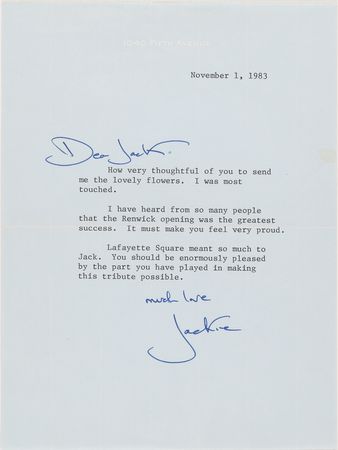 1040 FIFTH AVENUE
November 1, 1983
Dear Jack.
How very thoughtful of you to send
me the lovely flowers.  I was most
touched.
I have heard from so many people
that the Renwick opening was the greatest
success.  It must make you feel very proud.
Lafayette Square meant so much to
Jack.  You should be enormously pleased
by the part you have played in making
this tribute possible.
much love
Jackie